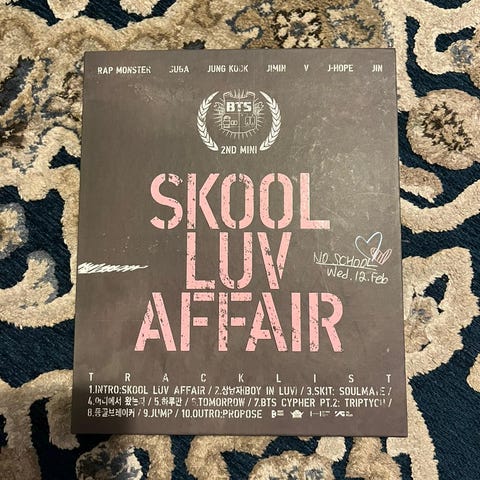 RAP MONSTER SUGA JUNG KOOK JIMIN V J-HOPE JIN
BTS
2ND MINI
SKOOL
LUV
AFFAIR
NO SCHOOL
Wed. 12. Feb
TRACKLIST
1.INTRO:SKOOL LUV AFFAIR / 2.상남자(BOY IN LUV) / 3.SKIT: SOULMATE /
4.어디에서 왔는지 / 5.하루만 / 6.TOMORROW / 7.BTS CYPHER PT.2: TRIPTYCH /
8.등골브레이커 / 9.JUMP / 10.OUTRO:PROPOSE